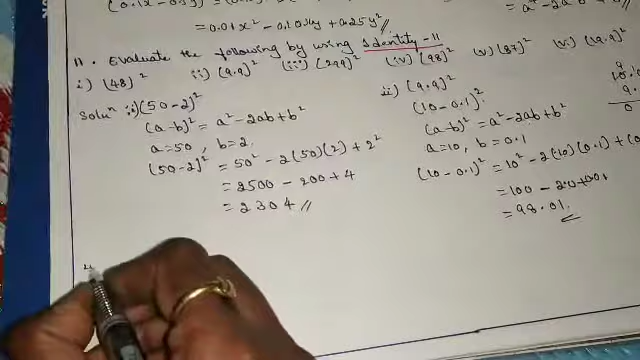 = 0.01x² - 0.10xy + 0.25y² //
11. Evaluate the following by using Identity - II
i) (48)² ii) (9.9)² (iii) (299)² (iv) (98)² (v) (87)² (vi) (19.9)²
Soluⁿ i) (50-2)²
(a-b)² = a² - 2ab + b²
a = 50, b = 2
(50-2)² = 50² - 2(50)(2) + 2²
= 2500 - 200 + 4
= 2304 //
ii) (9.9)²
(10 - 0.1)²
(a-b)² = a² - 2ab + b²
a = 10, b = 0.1
(10 - 0.1)² = 10² - 2(10)(0.1) +
= 100 - 2.0 + 0.01
= 98.01